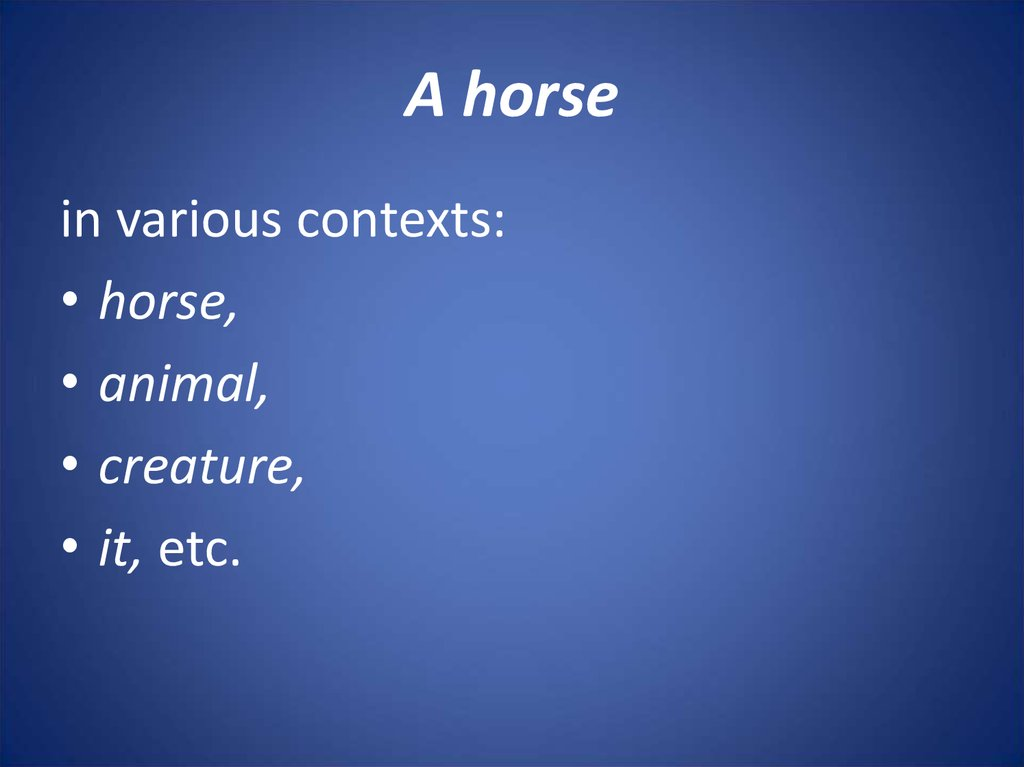 A horse
in various contexts:
• horse,
• animal,
• creature,
• it, etc.